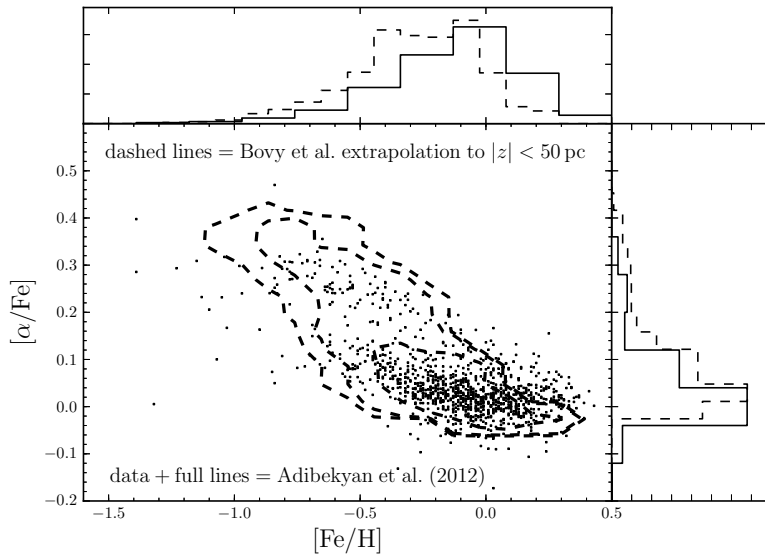 dashed lines = Bovy et al. extrapolation to |z| < 50 pc
0.5
0.4
0.3
0.2
0.1
0.0
−0.1
−0.2
[α/Fe]
data + full lines = Adibekyan et al. (2012)
−1.5 −1.0 −0.5 0.0 0.5
[Fe/H]